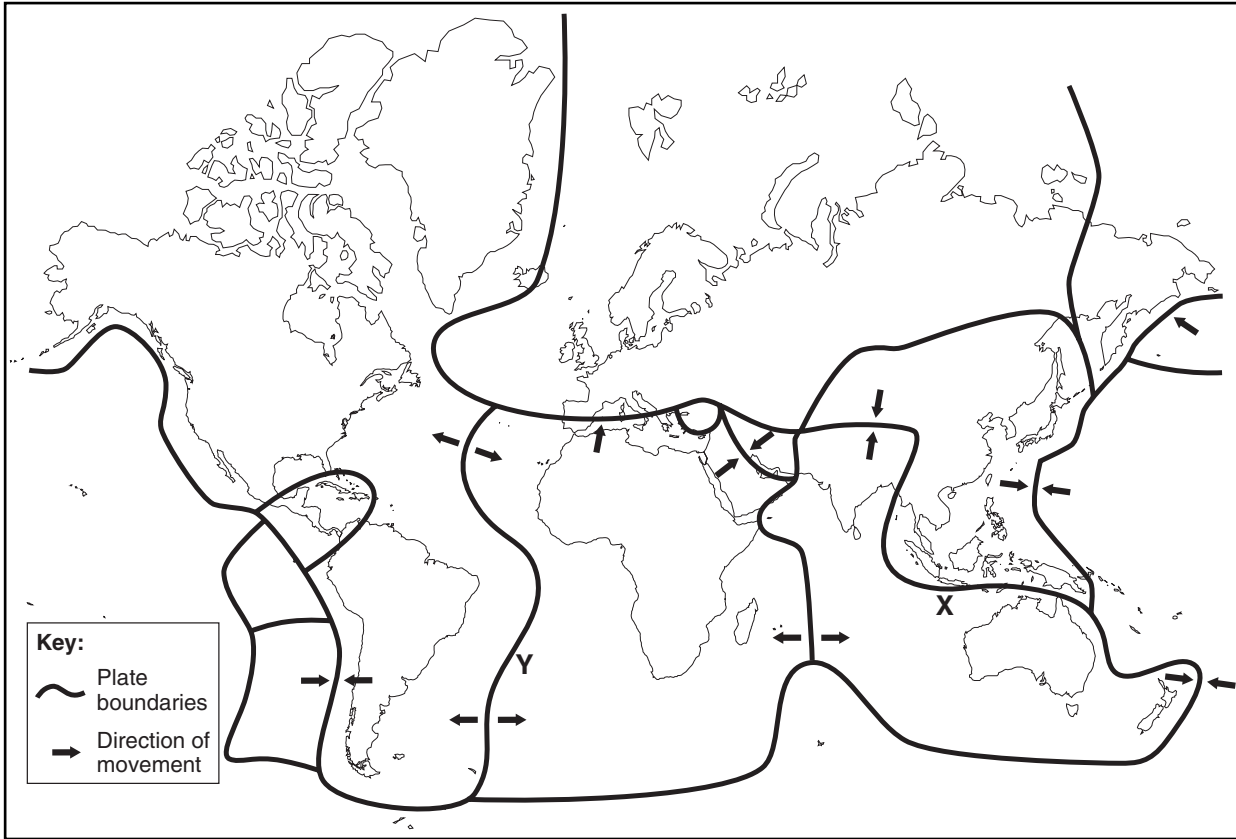 X
Y
Key:
Plate
boundaries
Direction of
movement